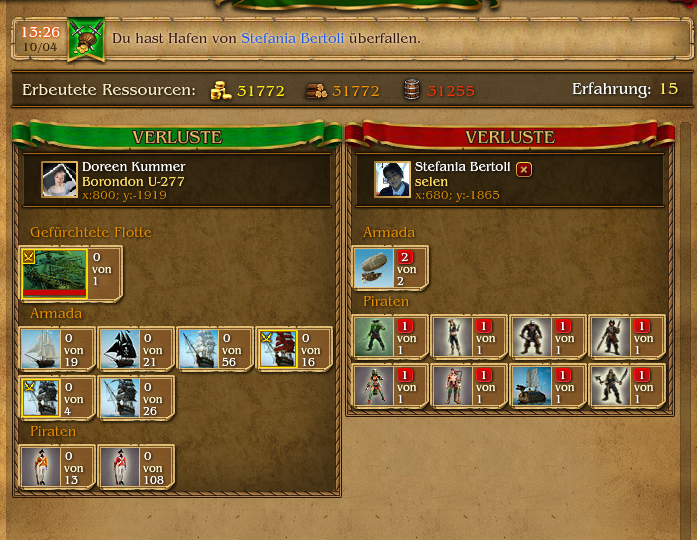 13:26
10/04
Du hast Hafen von Stefania Bertoli überfallen.
Erbeutete Ressourcen: 31772 31772 31255 Erfahrung: 15
VERLUSTE
Doreen Kummer
Borondon U-277
x:800; y:-1919
Gefürchtete Flotte
0 von 1
Armada
0 von 19
0 von 21
0 von 56
0 von 16
0 von 4
0 von 26
Piraten
0 von 13
0 von 108
VERLUSTE
Stefania Bertoli
selen
x:680; y:-1865
Armada
2 von 2
Piraten
1 von 1
1 von 1
1 von 1
1 von 1
1 von 1
1 von 1
1 von 1
1 von 1